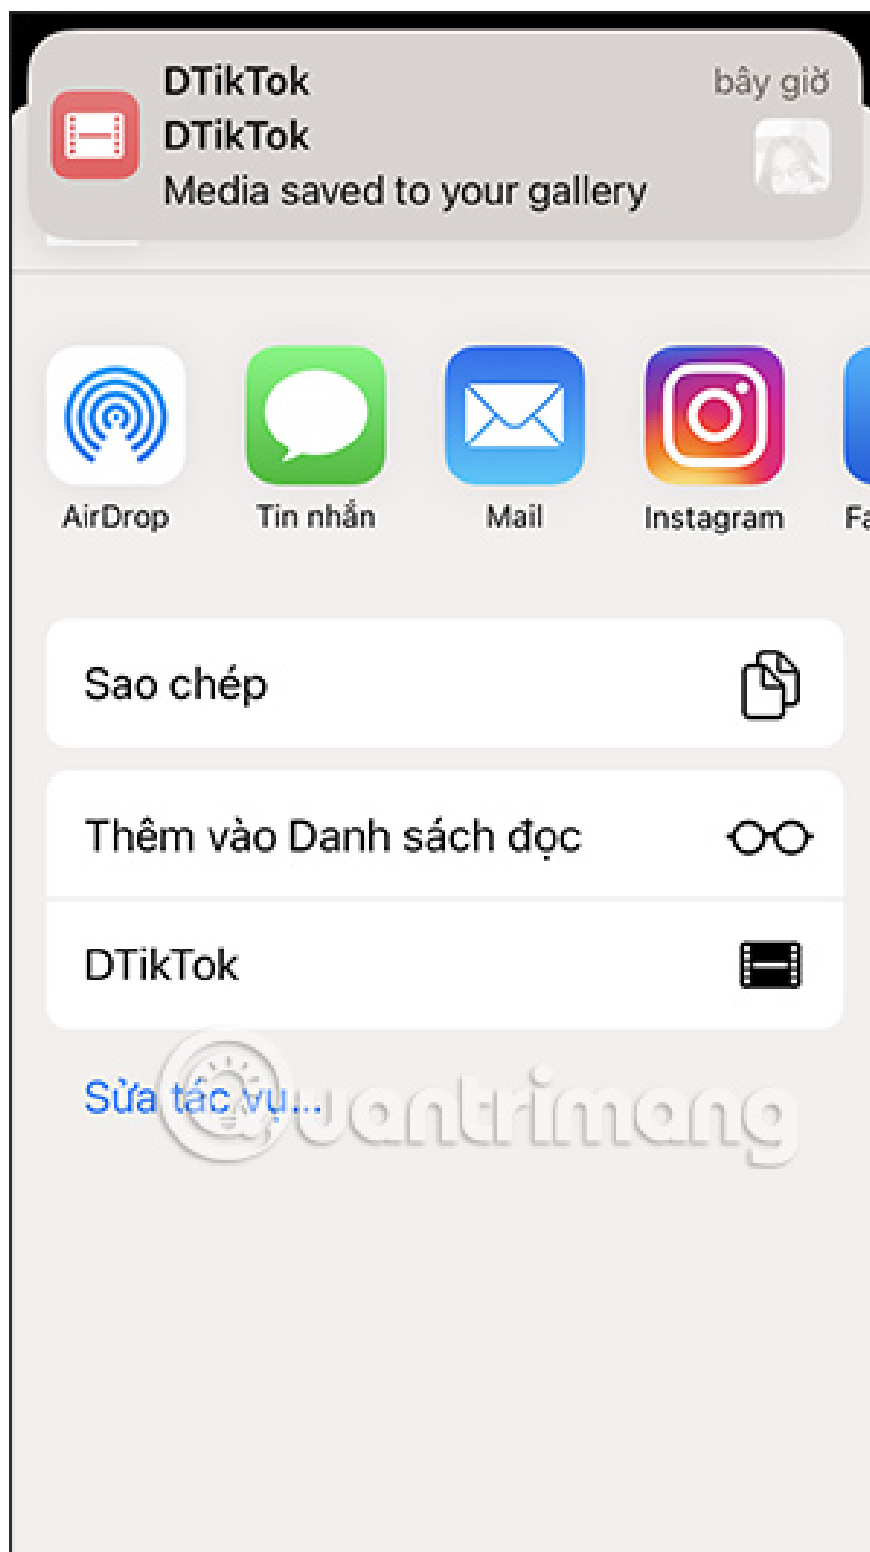 DTikTok
bây giờ
DTikTok
Media saved to your gallery
AirDrop
Tin nhắn
Mail
Instagram
Sao chép
Thêm vào Danh sách đọc
DTikTok
Sửa tác vụ...
Quantrimang